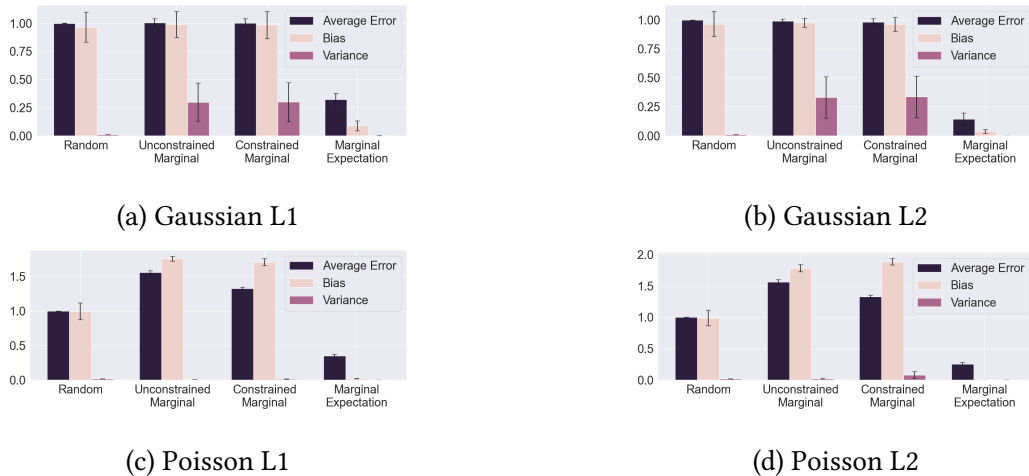 1.00
0.75
0.50
0.25
0.00
Average Error
Bias
Variance
Random
Unconstrained
Marginal
Constrained
Marginal
Marginal
Expectation
(a) Gaussian L1
1.00
0.75
0.50
0.25
0.00
Average Error
Bias
Variance
Random
Unconstrained
Marginal
Constrained
Marginal
Marginal
Expectation
(b) Gaussian L2
1.5
1.0
0.5
0.0
Average Error
Bias
Variance
Random
Unconstrained
Marginal
Constrained
Marginal
Marginal
Expectation
(c) Poisson L1
2.0
1.5
1.0
0.5
0.0
Average Error
Bias
Variance
Random
Unconstrained
Marginal
Constrained
Marginal
Marginal
Expectation
(d) Poisson L2